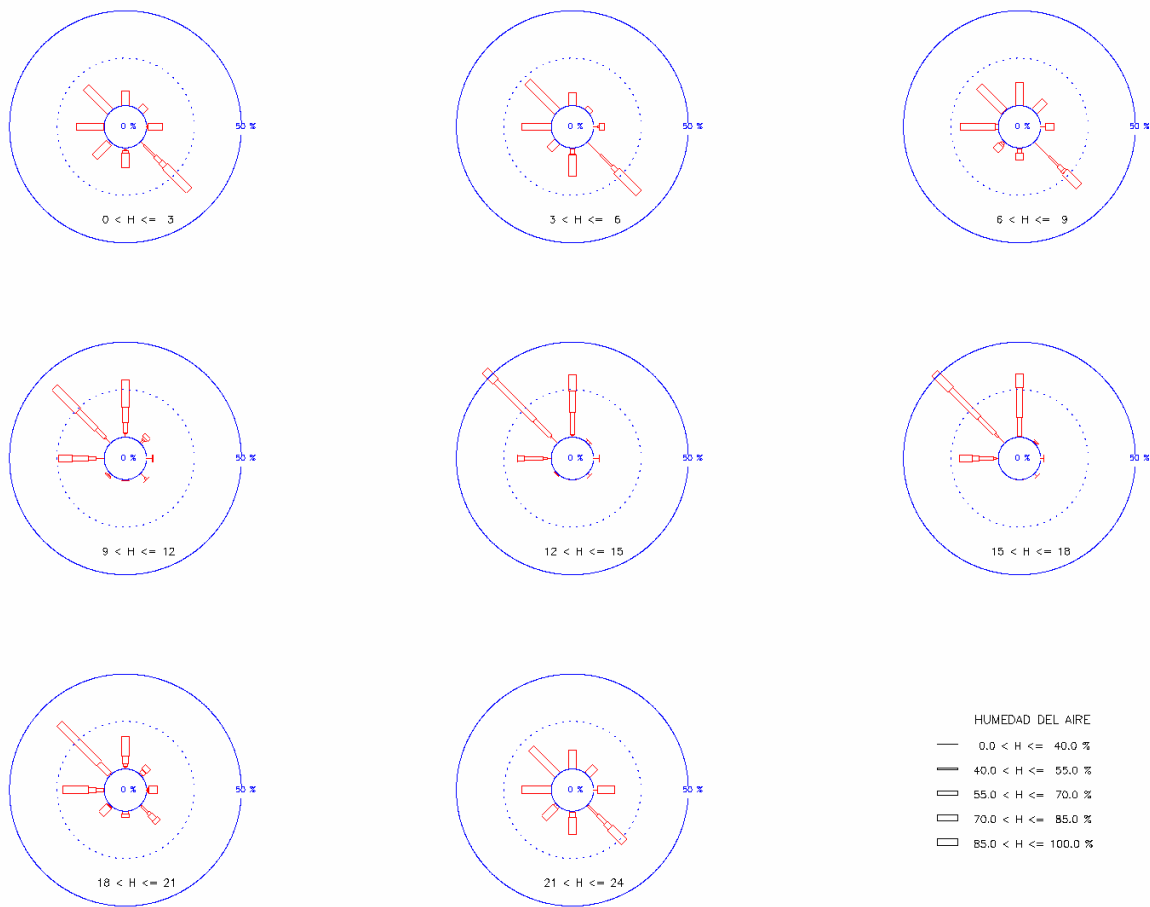 0 % 50 %
0 < H <= 3
0 % 50 %
3 < H <= 6
0 % 50 %
6 < H <= 9
0 % 50 %
9 < H <= 12
0 % 50 %
12 < H <= 15
0 % 50 %
15 < H <= 18
0 % 50 %
18 < H <= 21
0 % 50 %
21 < H <= 24
HUMEDAD DEL AIRE
0.0 < H <= 40.0 %
40.0 < H <= 55.0 %
55.0 < H <= 70.0 %
70.0 < H <= 85.0 %
85.0 < H <= 100.0 %